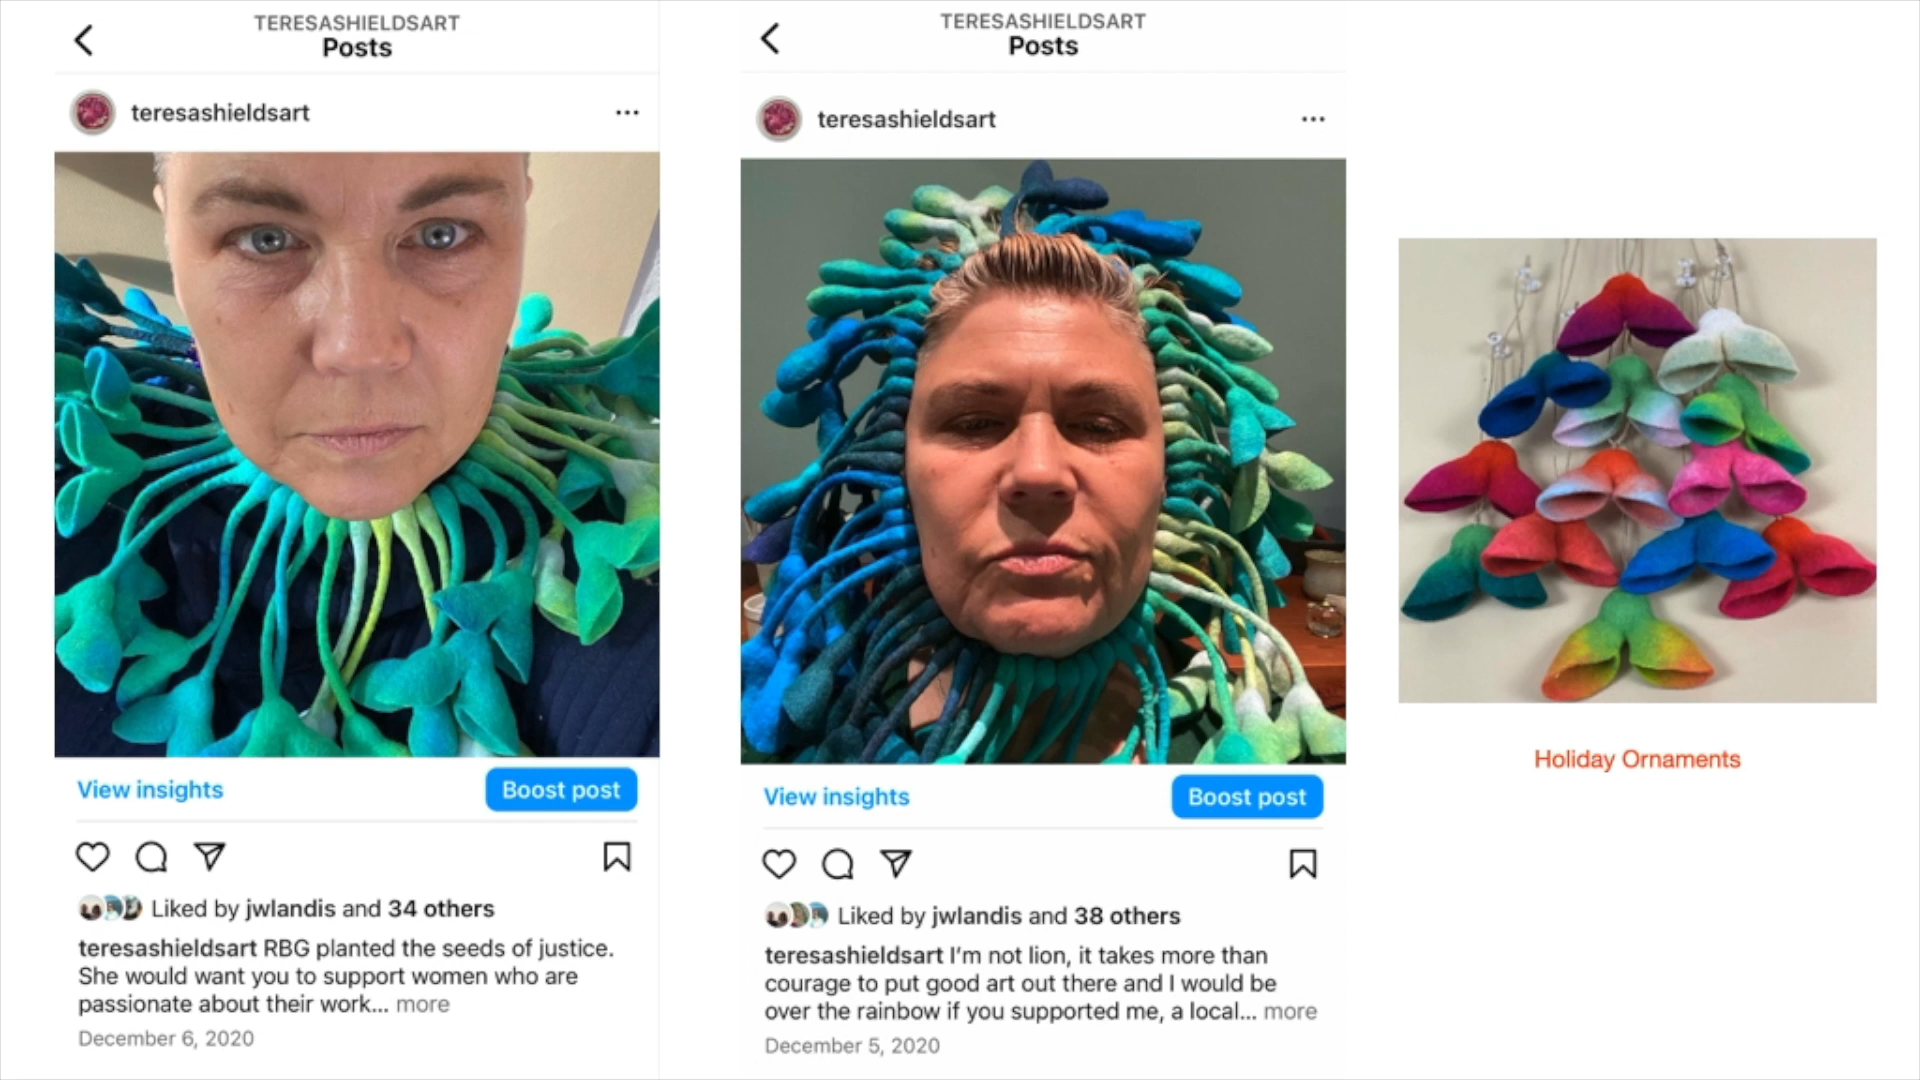 TERESASHIELDSART
Posts
teresashieldsart
View insights
Boost post
Liked by jwlandis and 34 others
teresashieldsart RBG planted the seeds of justice.
She would want you to support women who are
passionate about their work... more
December 6, 2020
TERESASHIELDSART
Posts
teresashieldsart
View insights
Boost post
Liked by jwlandis and 38 others
teresashieldsart I'm not lion, it takes more than
courage to put good art out there and I would be
over the rainbow if you supported me, a local... more
December 5, 2020
Holiday Ornaments